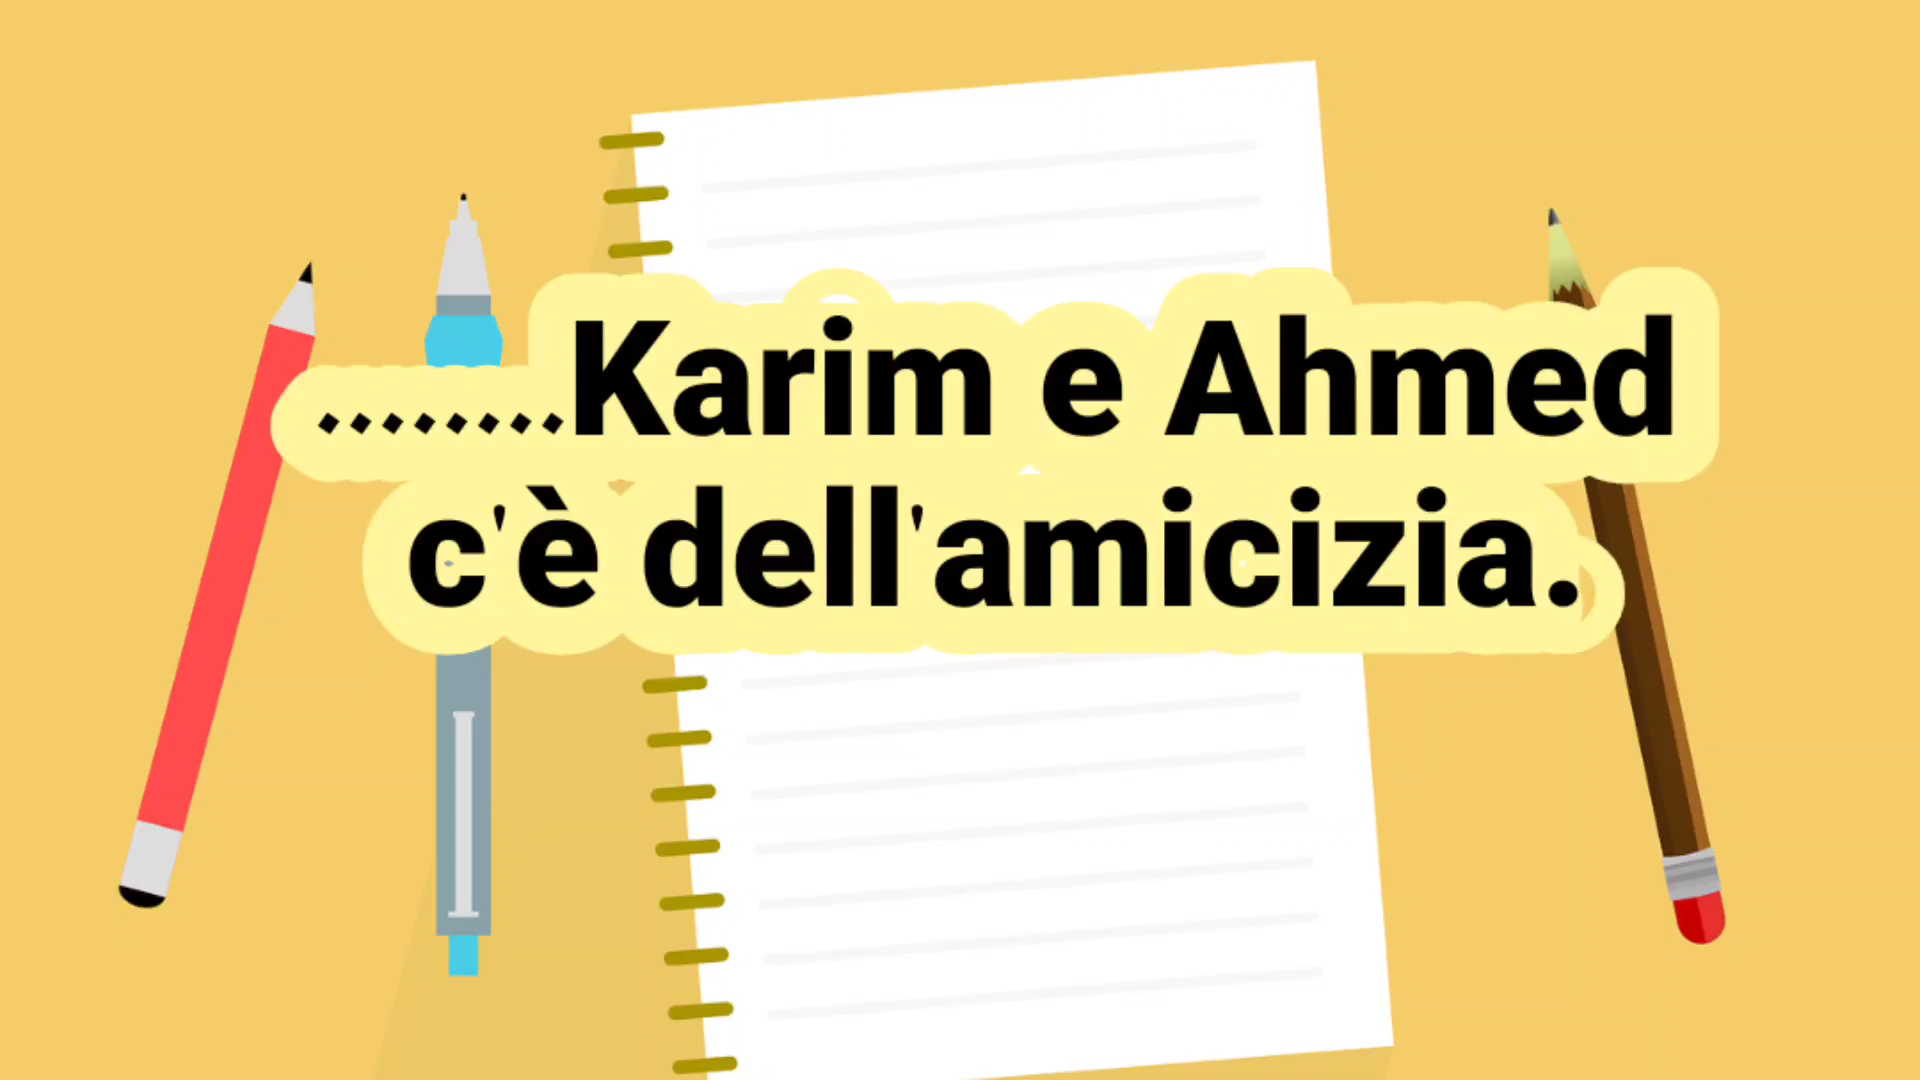 ........Karim e Ahmed
c'è dell'amicizia.